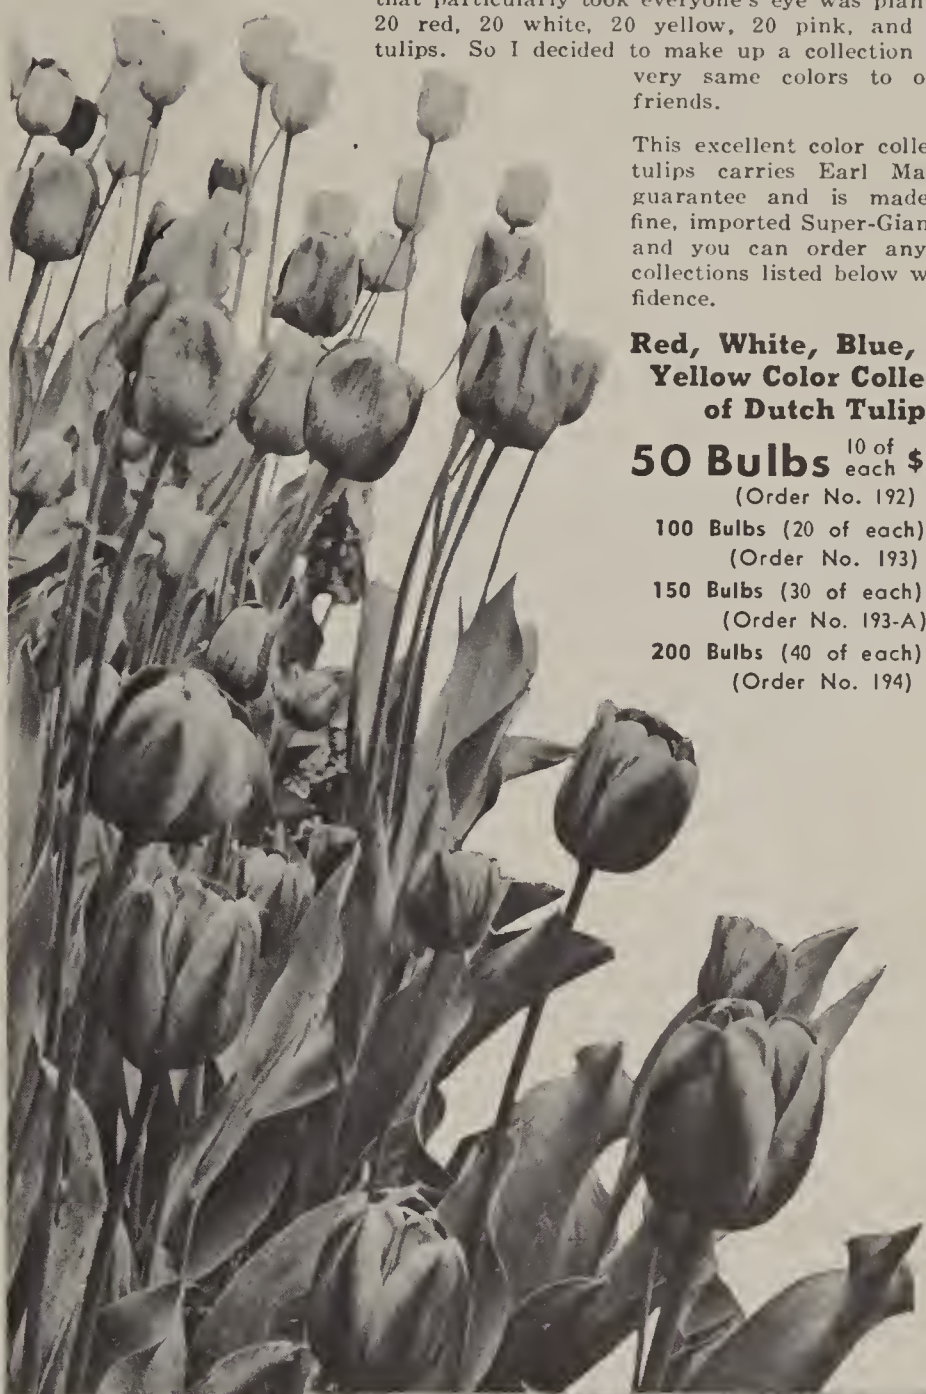 that particularly took everyone's eye was plan
20 red, 20 white, 20 yellow, 20 pink, and
tulips. So I decided to make up a collection
very same colors to o
friends.
This excellent color colle
tulips carries Earl Ma
guarantee and is made
fine, imported Super-Gian
and you can order any
collections listed below w
fidence.
Red, White, Blue,
Yellow Color Colle
of Dutch Tulip
50 Bulbs 10 of each $
(Order No. 192)
100 Bulbs (20 of each)
(Order No. 193)
150 Bulbs (30 of each)
(Order No. 193-A)
200 Bulbs (40 of each)
(Order No. 194)